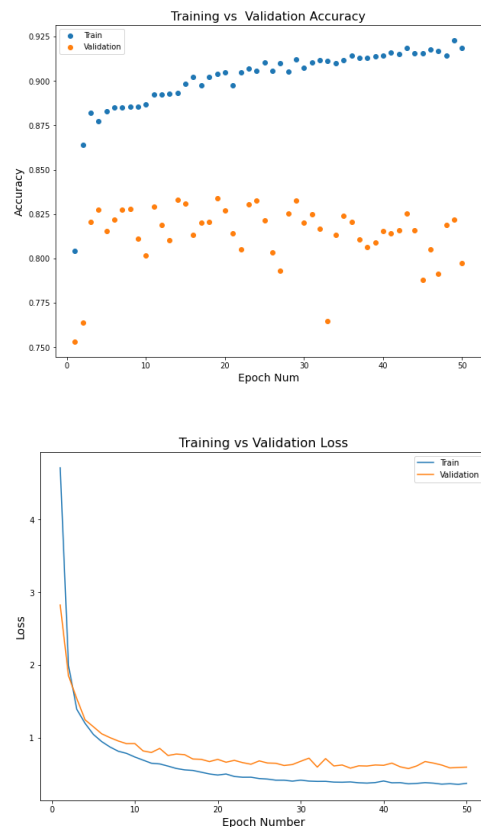 Training vs  Validation Accuracy
Train
Validation
0.925
0.900
0.875
0.850
0.825
0.800
0.775
0.750
Accuracy
0 10 20 30 40 50
Epoch Num
Training vs Validation Loss
Train
Validation
4
3
2
1
Loss
0 10 20 30 40 50
Epoch Number